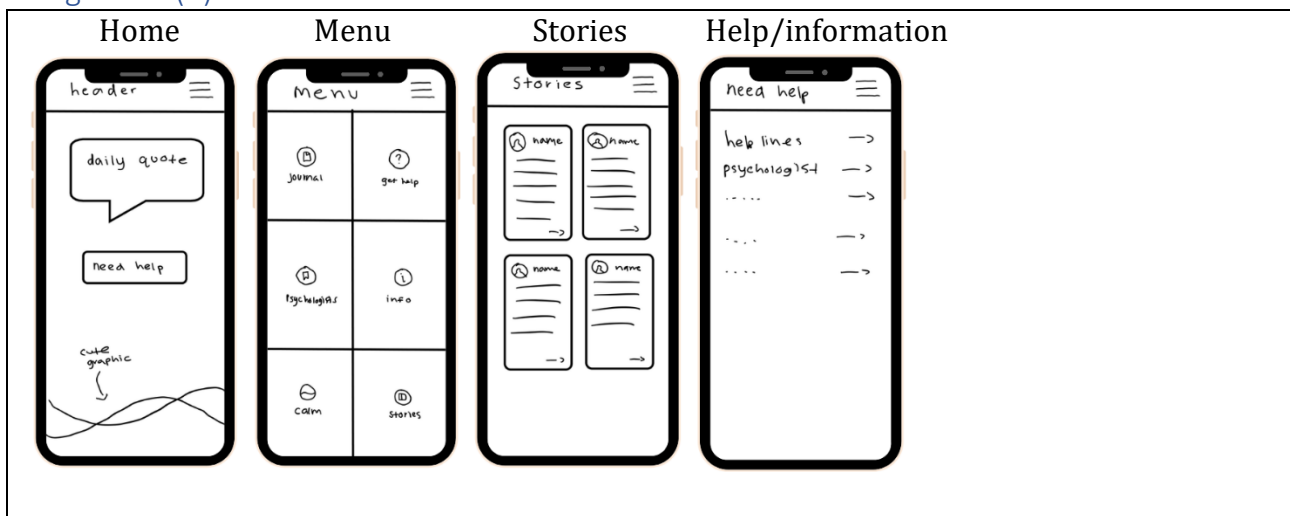 Home
Menu
Stories
Help/information
header
daily quote
need help
cute
graphic
Menu
journal
get help
Psychologists
info
calm
stories
Stories
name
name
name
name
need help
help lines
psychologist
.....
....
....